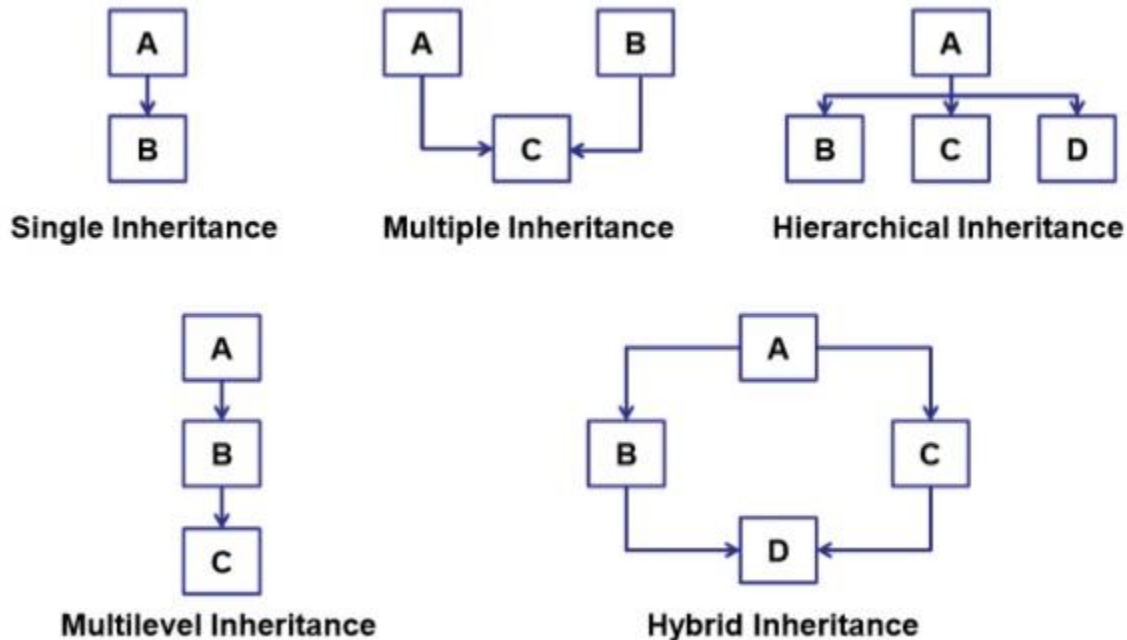 A
B
Single Inheritance
A B
C
Multiple Inheritance
A
B C D
Hierarchical Inheritance
A
B
C
Multilevel Inheritance
A
B C
D
Hybrid Inheritance